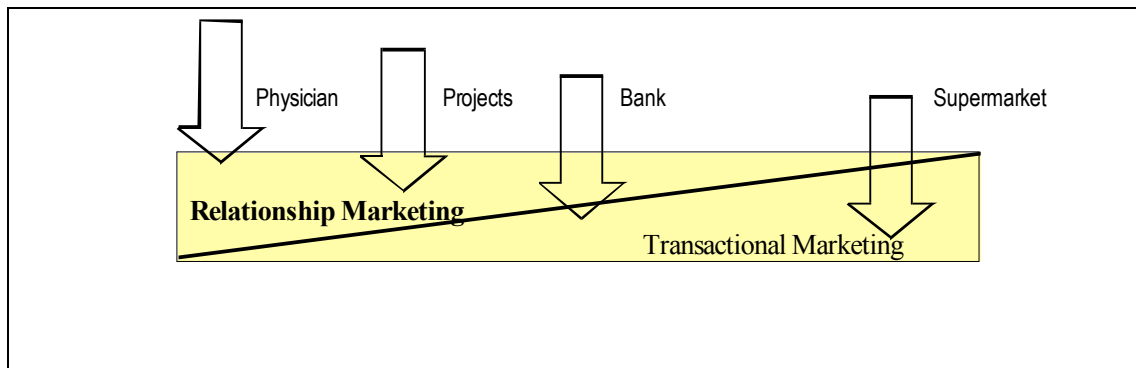 Physician
Projects
Bank
Supermarket
Relationship Marketing
Transactional Marketing